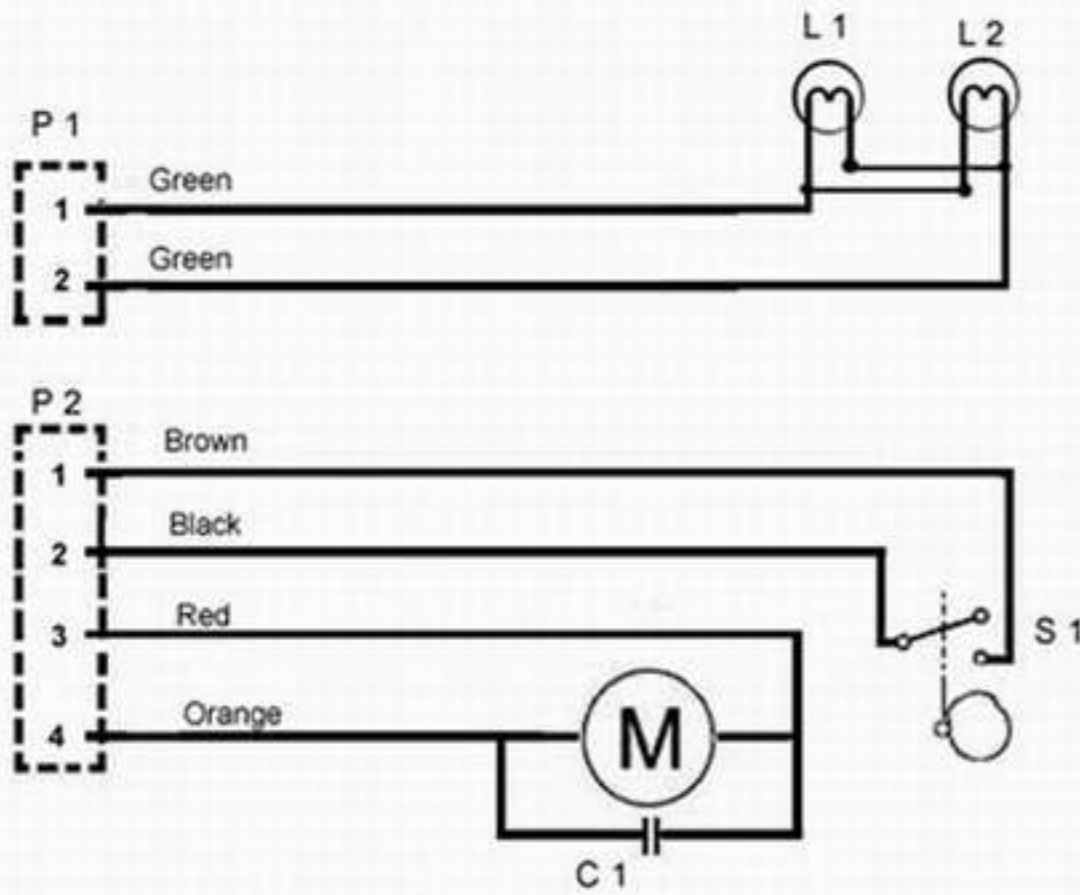 L 1
L 2
P 1
Green
1
Green
2
P 2
Brown
1
Black
2
Red
3
S 1
Orange
4
M
C 1